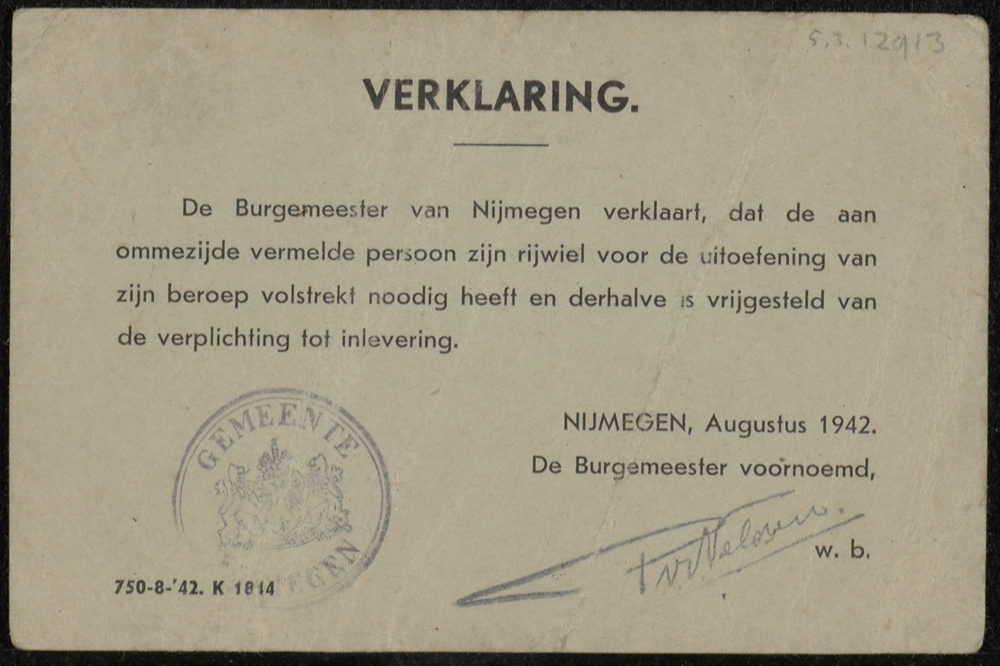 5.3.12913
VERKLARING.
De Burgemeester van Nijmegen verklaart, dat de aan
ommezijde vermelde persoon zijn rijwiel voor de uitoefening van
zijn beroep volstrekt noodig heeft en derhalve is vrijgesteld van
de verplichting tot inlevering.
GEMEENTE
NIJMEGEN, Augustus 1942.
De Burgemeester voornoemd,
w. b.
750-8-'42. K 1814